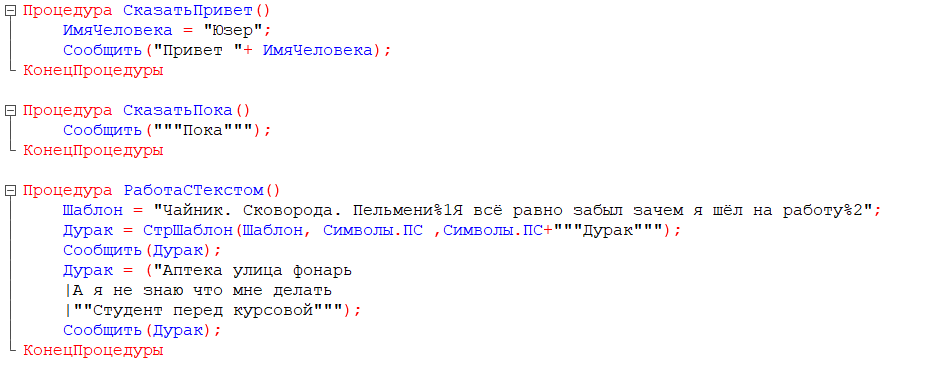 Процедура СказатьПривет()
    ИмяЧеловека = "Юзер";
    Сообщить("Привет "+ ИмяЧеловека);
КонецПроцедуры

Процедура СказатьПока()
    Сообщить("""Пока""");
КонецПроцедуры

Процедура РаботаСТекстом()
    Шаблон = "Чайник. Сковорода. Пельмени%1Я всё равно забыл зачем я шёл на работу%2";
    Дурак = СтрШаблон(Шаблон, Символы.ПС ,Символы.ПС+"""Дурак""");
    Сообщить(Дурак);
    Дурак = ("Аптека улица фонарь
    |А я не знаю что мне делать
    |""Студент перед курсовой""");
    Сообщить(Дурак);
КонецПроцедуры